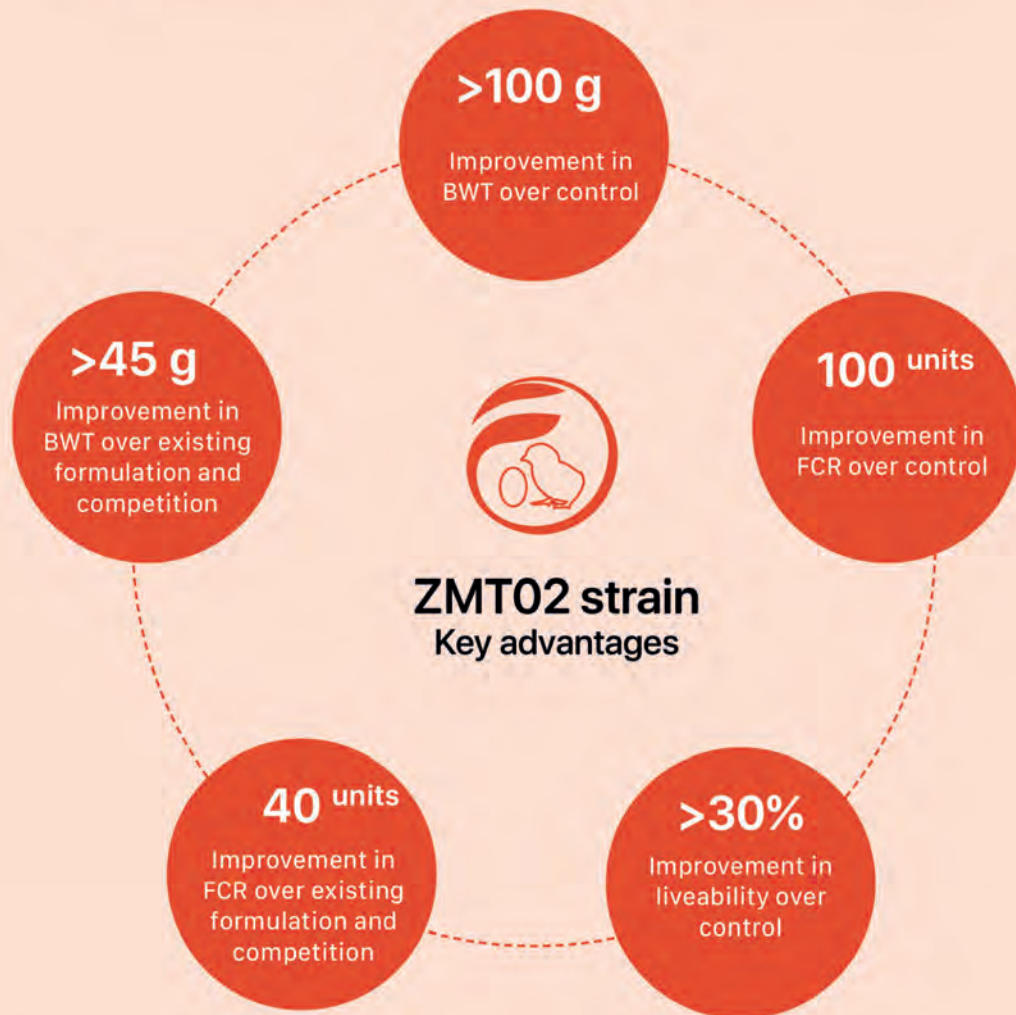 >100 g
Improvement in
BWT over control
>45 g
Improvement in
BWT over existing
formulation and
competition
100 units
Improvement in
FCR over control
ZMT02 strain
Key advantages
40 units
Improvement in
FCR over existing
formulation and
competition
>30%
Improvement in
liveability over
control